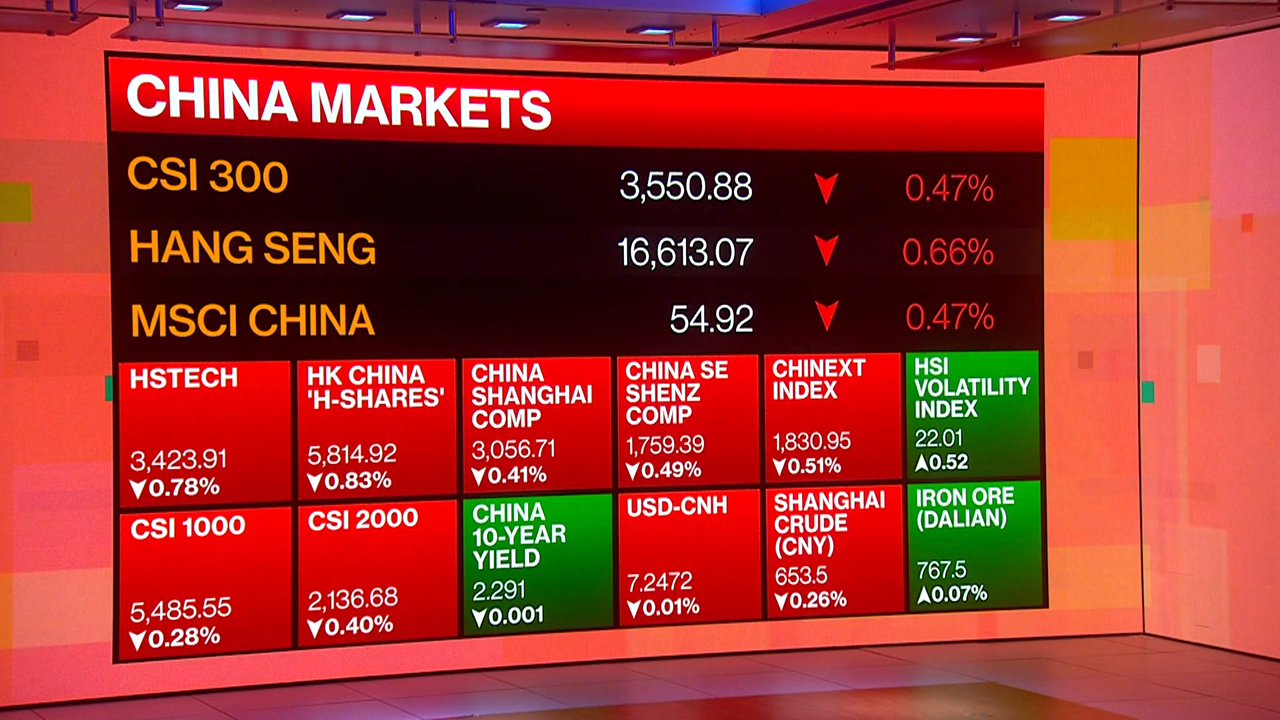 CHINA MARKETS
CSI 300 3,550.88 ▼ 0.47%
HANG SENG 16,613.07 ▼ 0.66%
MSCI CHINA 54.92 ▼ 0.47%
HSTECH
3,423.91
▼0.78%
HK CHINA
'H-SHARES'
5,814.92
▼0.83%
CHINA
SHANGHAI
COMP
3,056.71
▼0.41%
CHINA SE
SHENZ
COMP
1,759.39
▼0.49%
CHINEXT
INDEX
1,830.95
▼0.51%
HSI
VOLATILITY
INDEX
22.01
▲0.52
CSI 1000
5,485.55
▼0.28%
CSI 2000
2,136.68
▼0.40%
CHINA
10-YEAR
YIELD
2.291
▼0.001
USD-CNH
7.2472
▼0.01%
SHANGHAI
CRUDE
(CNY)
653.5
▼0.26%
IRON ORE
(DALIAN)
767.5
▲0.07%